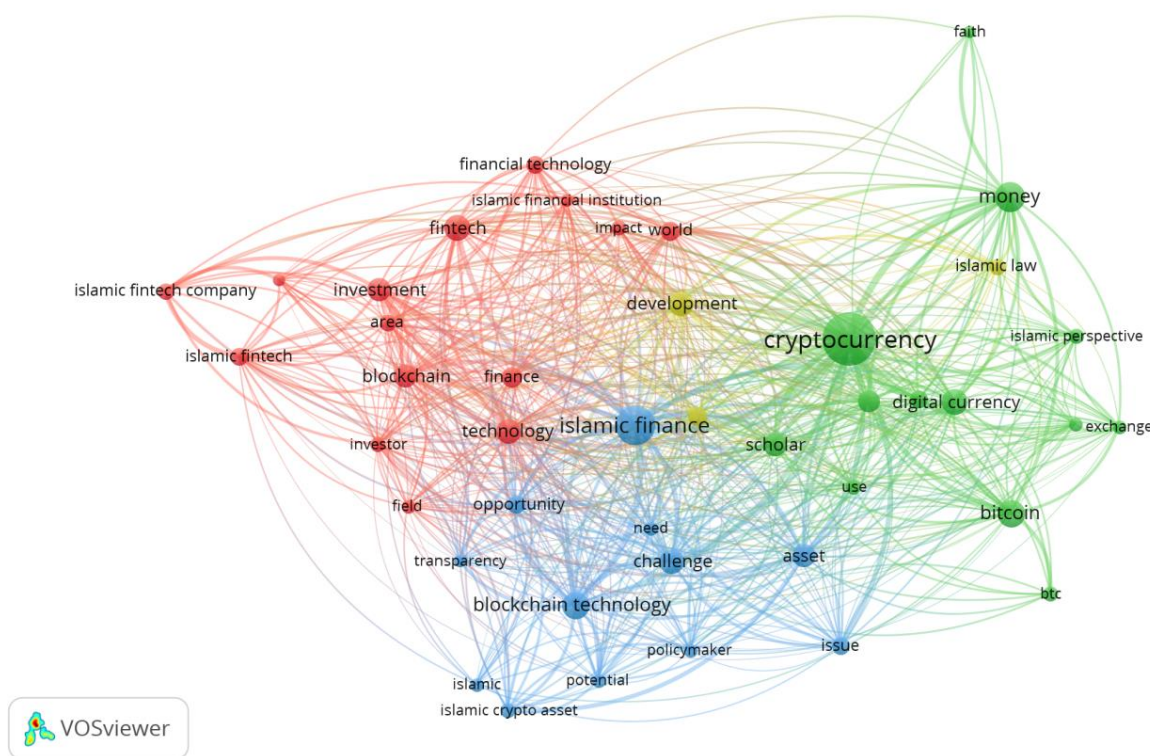 faith
financial technology
islamic financial institution
money
fintech
impact
world
islamic law
islamic fintech company
investment
development
area
islamic perspective
cryptocurrency
islamic fintech
blockchain
finance
digital currency
islamic finance
exchange
technology
investor
scholar
use
field
opportunity
bitcoin
need
transparency
challenge
asset
btc
blockchain technology
policymaker
issue
islamic
potential
islamic crypto asset
VOSviewer